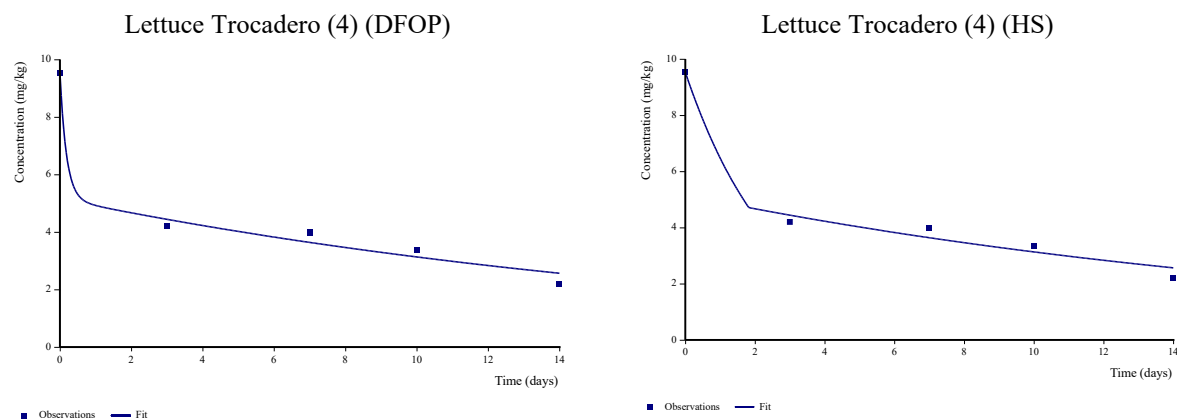 Lettuce Trocadero (4) (DFOP)
Concentration (mg/kg)
10
8
6
4
2
0
0 2 4 6 8 10 12 14
Time (days)
Observations Fit
Lettuce Trocadero (4) (HS)
Concentration (mg/kg)
10
8
6
4
2
0
0 2 4 6 8 10 12 14
Time (days)
Observations Fit